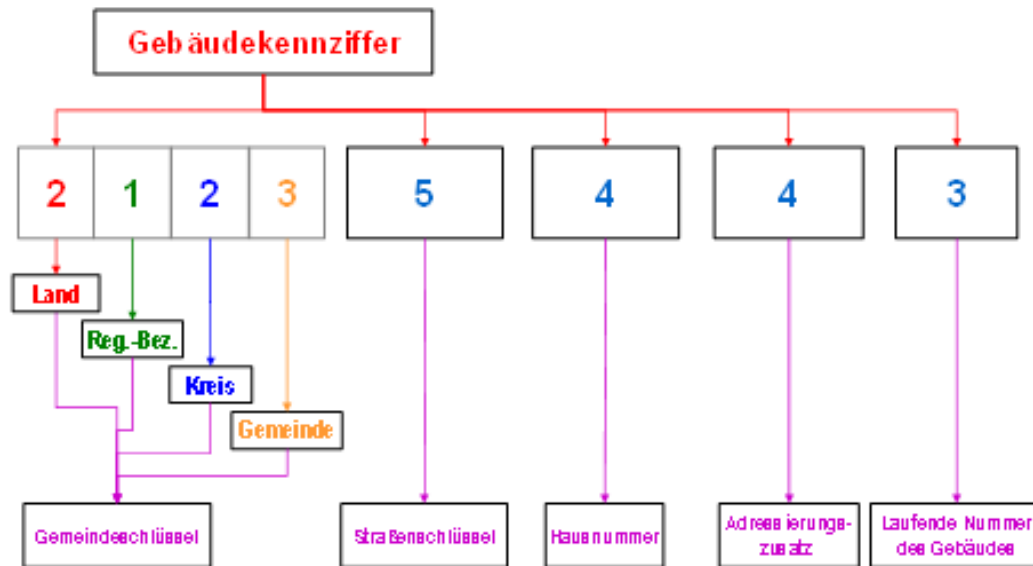 Gebäudekennziffer
2 1 2 3 5 4 4 3
Land
Reg.-Bez.
Kreis
Gemeinde
Gemeindeschlüssel
Straßenschlüssel
Hausnummer
Adressierungs-
zusatz
Laufende Nummer
des Gebäudes